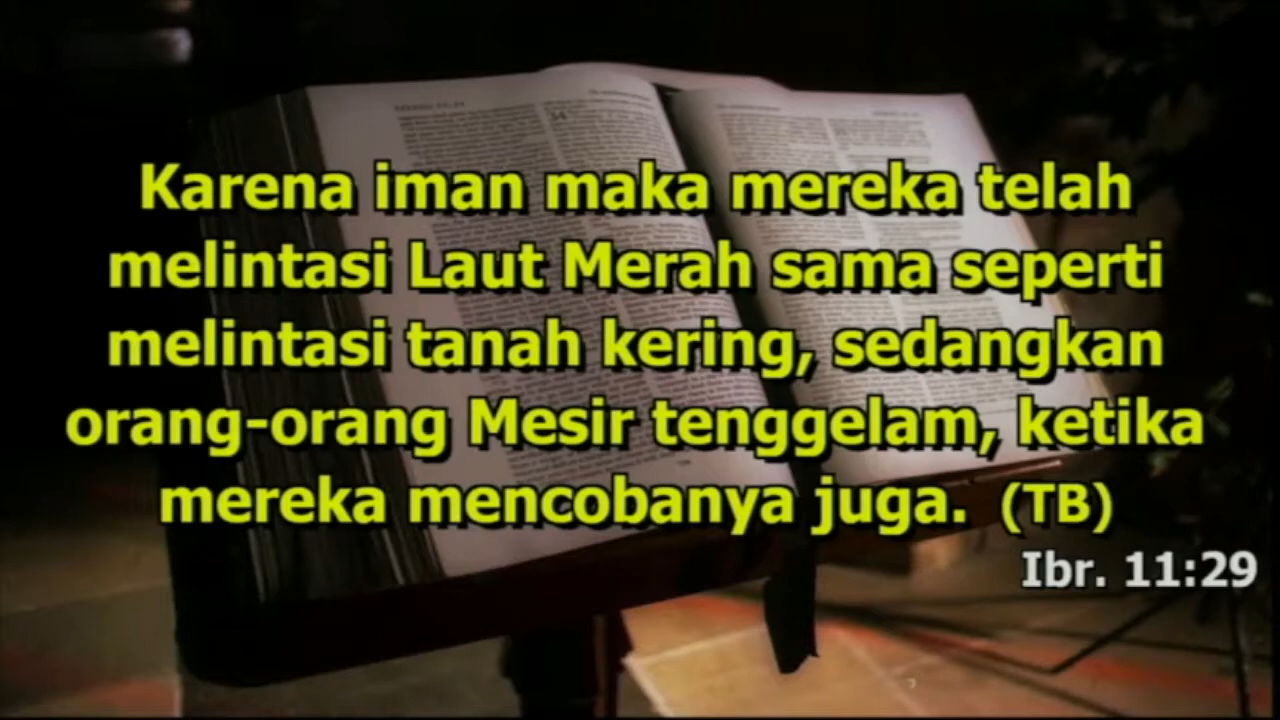 Karena iman maka mereka telah
melintasi Laut Merah sama seperti
melintasi tanah kering, sedangkan
orang-orang Mesir tenggelam, ketika
mereka mencobanya juga. (TB)
Ibr. 11:29